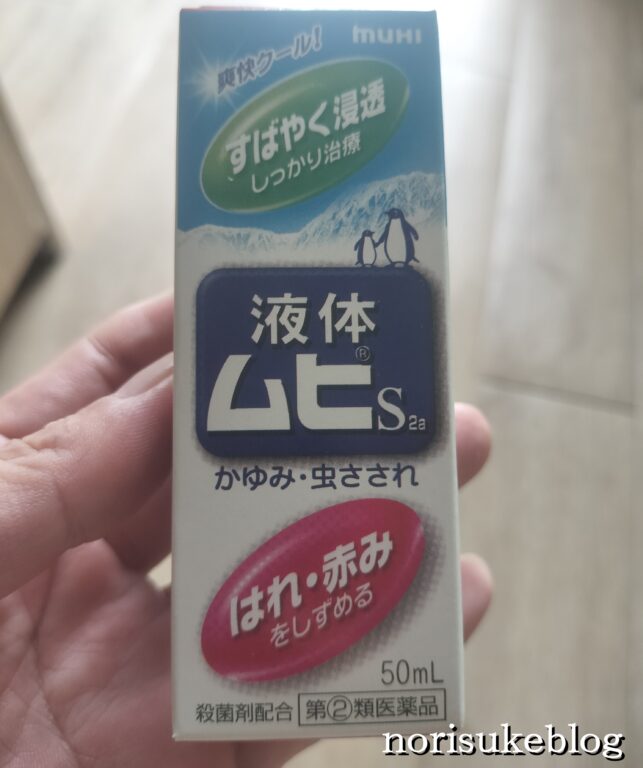 muhi
爽快クール!
すばやく浸透
しっかり治療
液体
ムヒ®S2a
かゆみ・虫さされ
はれ・赤み
をしずめる
50mL
殺菌剤配合 指②類医薬品
norisukeblog